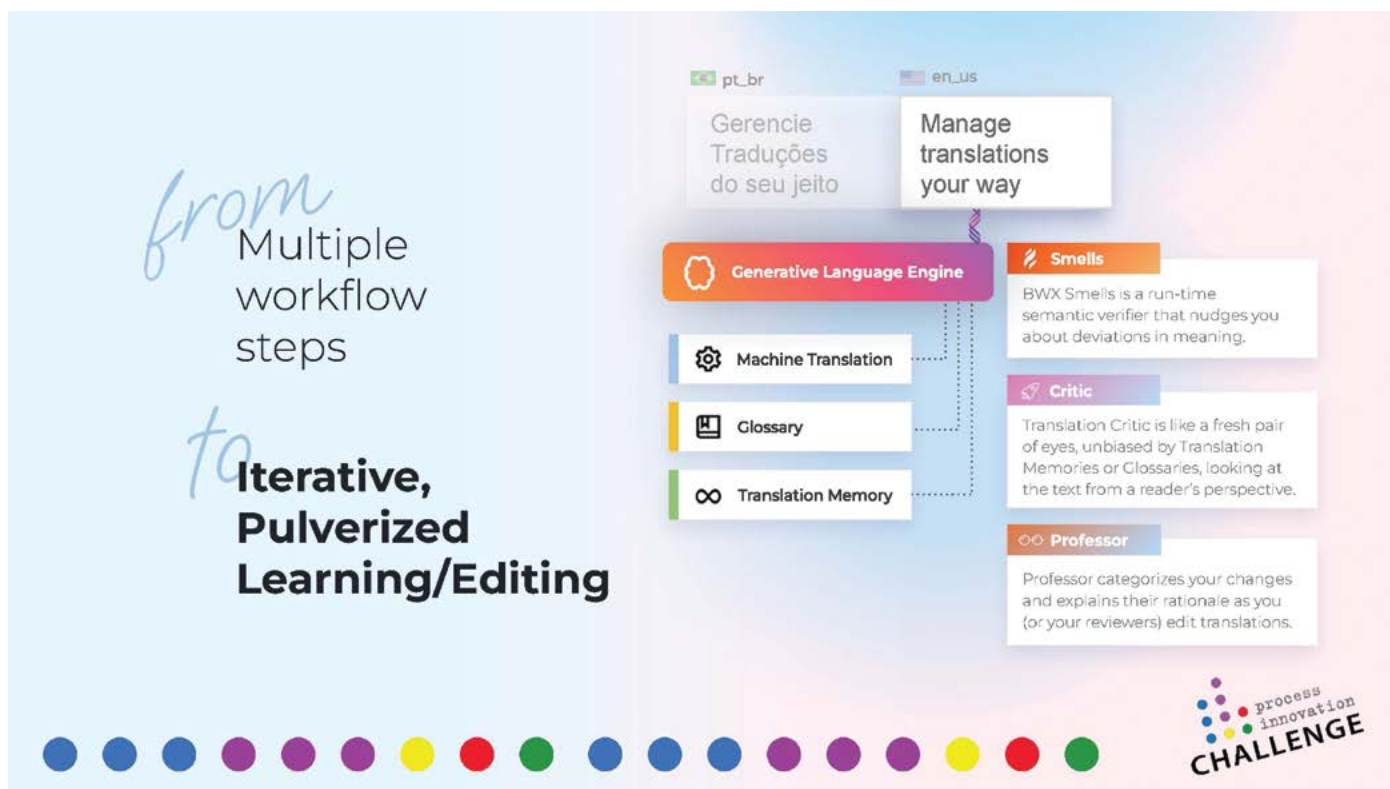 from
Multiple
workflow
steps
to
Iterative,
Pulverized
Learning/Editing
pt_br
Gerencie
Traduções
do seu jeito
en_us
Manage
translations
your way
Generative Language Engine
Machine Translation
Glossary
Translation Memory
Smells
BWX Smells is a run-time
semantic verifier that nudges you
about deviations in meaning.
Critic
Translation Critic is like a fresh pair
of eyes, unbiased by Translation
Memories or Glossaries, looking at
the text from a reader's perspective.
Professor
Professor categorizes your changes
and explains their rationale as you
(or your reviewers) edit translations.
process
innovation
CHALLENGE